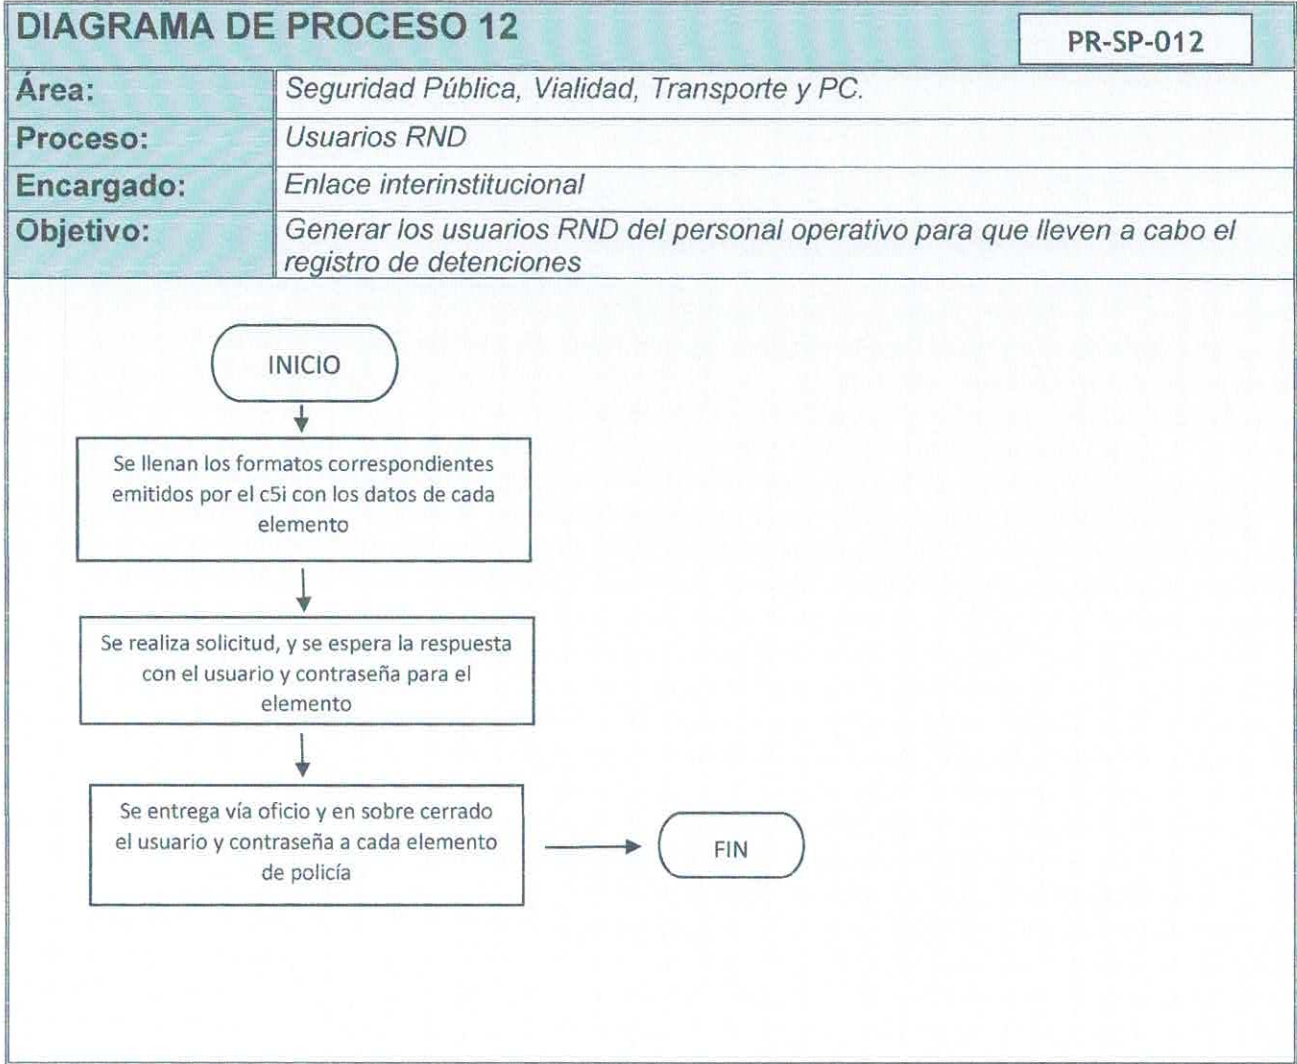 DIAGRAMA DE PROCESO 12
PR-SP-012
Área:
Seguridad Pública, Vialidad, Transporte y PC.
Proceso:
Usuarios RND
Encargado:
Enlace interinstitucional
Objetivo:
Generar los usuarios RND del personal operativo para que lleven a cabo el
registro de detenciones
INICIO
Se llenan los formatos correspondientes
emitidos por el c5i con los datos de cada
elemento
Se realiza solicitud, y se espera la respuesta
con el usuario y contraseña para el
elemento
Se entrega vía oficio y en sobre cerrado
el usuario y contraseña a cada elemento
de policía
FIN